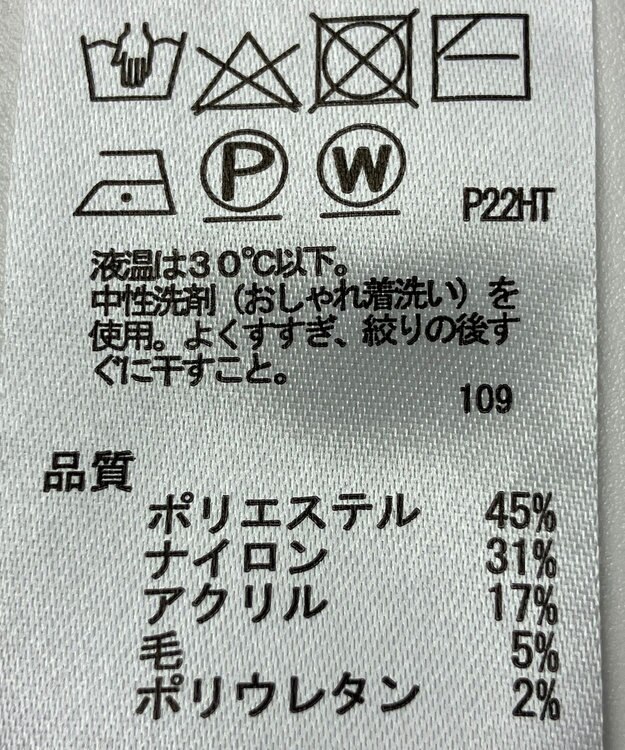 P W
P22HT
液温は30℃以下。
中性洗剤(おしゃれ着洗い)を
使用。よくすすぎ、絞りの後す
ぐに干すこと。
109
品質
ポリエステル 45%
ナイロン 31%
アクリル 17%
毛 5%
ポリウレタン 2%